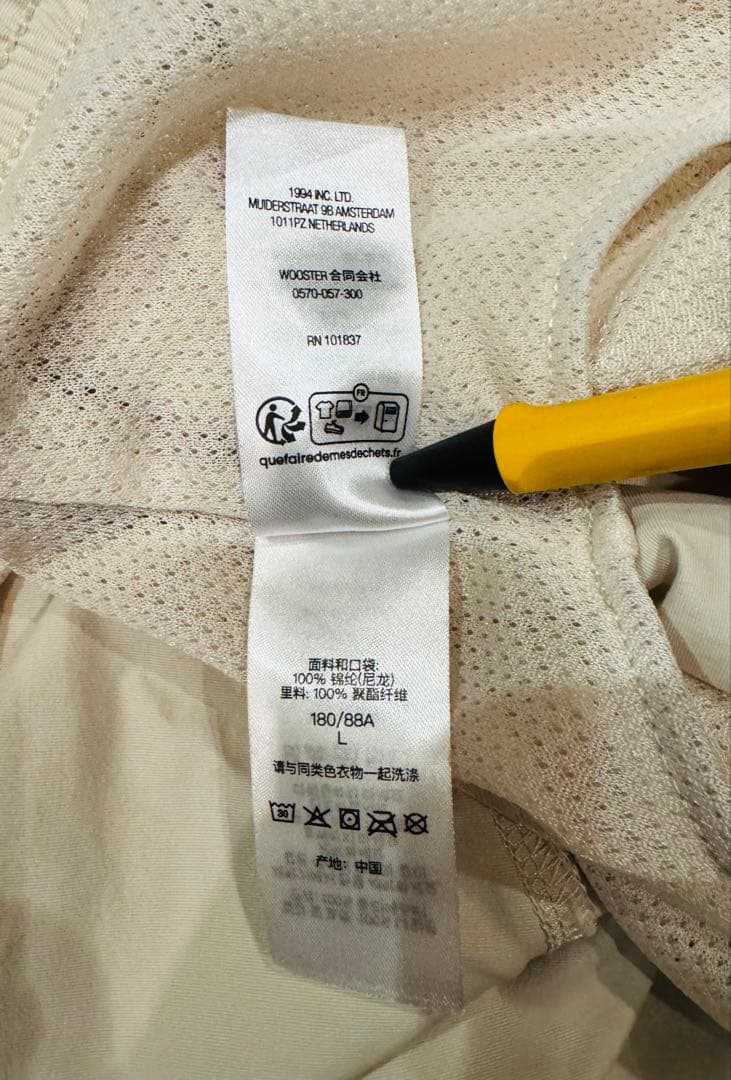 1994 INC. LTD.
MUIDERSTRAAT 9B AMSTERDAM
1011PZ NETHERLANDS
WOOSTER 合同会社
0570-057-300
RN 101837
FR
quefairedemesdechets.fr
面料和口袋:
100% 锦纶(尼龙)
里料: 100% 聚酯纤维
180/88A
L
请与同类色衣物一起洗涤
30
产地: 中国